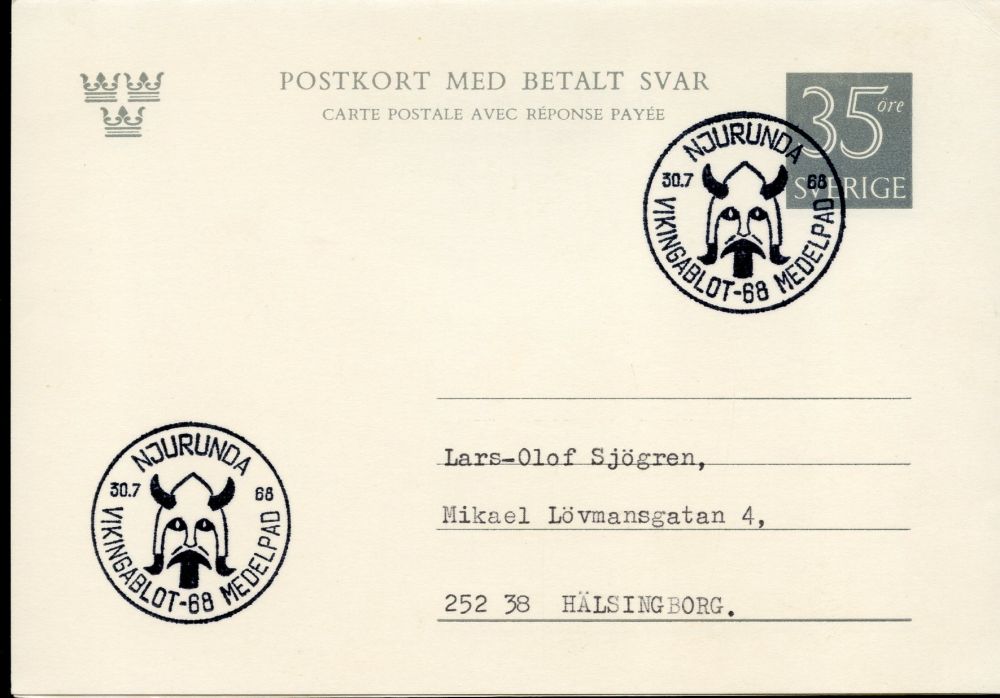 POSTKORT MED BETALT SVAR
CARTE POSTALE AVEC RÉPONSE PAYÉE
35 öre
SVERIGE
NJURUNDA
30.7 68
VIKINGABLOT-68 MEDELPAD
Lars-Olof Sjögren,
Mikael Lövmansgatan 4,
252 38 HÄLSINGBORG.
NJURUNDA
30.7 68
VIKINGABLOT-68 MEDELPAD